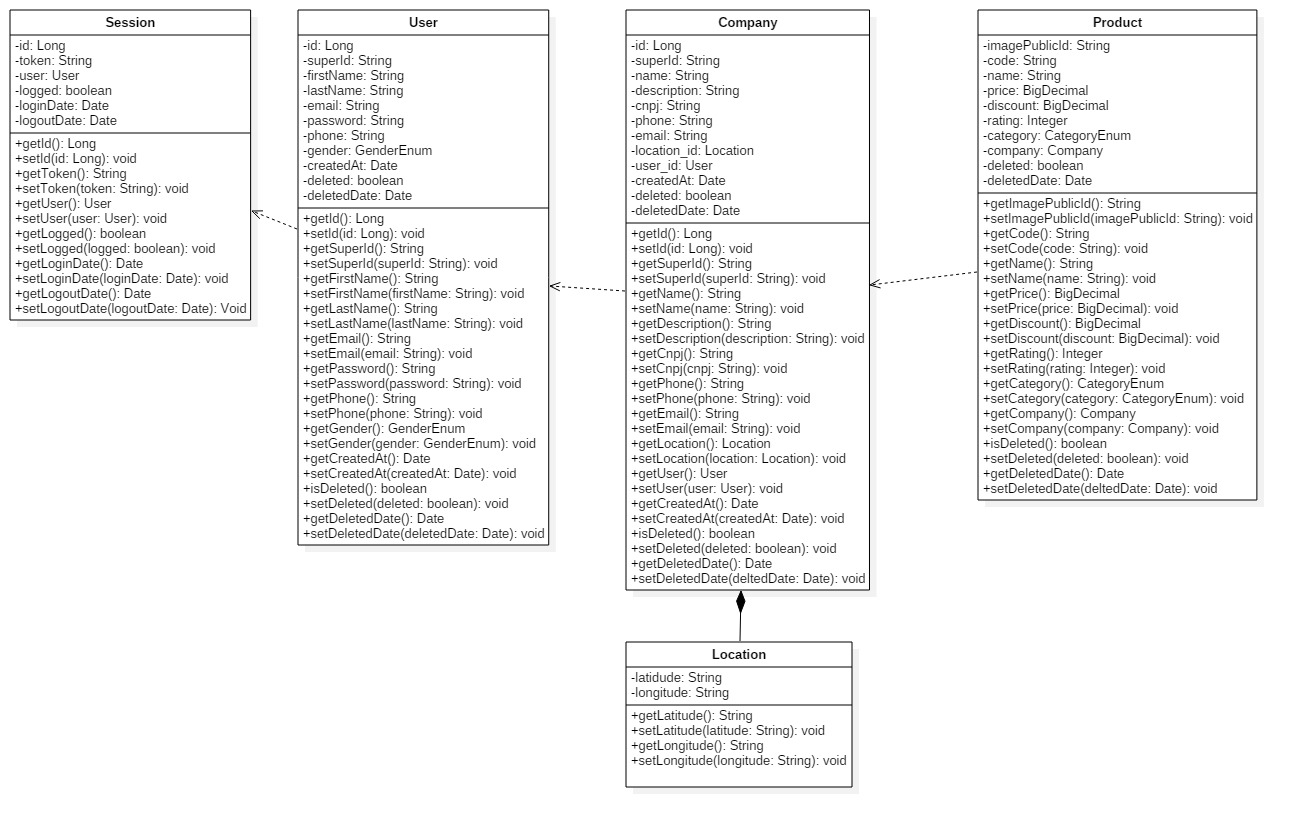 Session
-id: Long
-token: String
-user: User
-logged: boolean
-loginDate: Date
-logoutDate: Date
+getId(): Long
+setId(id: Long): void
+getToken(): String
+setToken(token: String): void
+getUser(): User
+setUser(user: User): void
+getLogged(): boolean
+setLogged(logged: boolean): void
+getLoginDate(): Date
+setLoginDate(loginDate: Date): void
+getLogoutDate(): Date
+setLogoutDate(logoutDate: Date): Void
User
-id: Long
-superId: String
-firstName: String
-lastName: String
-email: String
-password: String
-phone: String
-gender: GenderEnum
-createdAt: Date
-deleted: boolean
-deletedDate: Date
+getId(): Long
+setId(id: Long): void
+getSuperId(): String
+setSuperId(superId: String): void
+getFirstName(): String
+setFirstName(firstName: String): void
+getLastName(): String
+setLastName(lastName: String): void
+getEmail(): String
+setEmail(email: String): void
+getPassword(): String
+setPassword(password: String): void
+getPhone(): String
+setPhone(phone: String): void
+getGender(): GenderEnum
+setGender(gender: GenderEnum): void
+getCreatedAt(): Date
+setCreatedAt(createdAt: Date): void
+isDeleted(): boolean
+setDeleted(deleted: boolean): void
+getDeletedDate(): Date
+setDeletedDate(deletedDate: Date): void
Company
-id: Long
-superId: String
-name: String
-description: String
-cnpj: String
-phone: String
-email: String
-location_id: Location
-user_id: User
-createdAt: Date
-deleted: boolean
-deletedDate: Date
+getId(): Long
+setId(id: Long): void
+getSuperId(): String
+setSuperId(superId: String): void
+getName(): String
+setName(name: String): void
+getDescription(): String
+setDescription(description: String): void
+getCnpj(): String
+setCnpj(cnpj: String): void
+getPhone(): String
+setPhone(phone: String): void
+getEmail(): String
+setEmail(email: String): void
+getLocation(): Location
+setLocation(location: Location): void
+getUser(): User
+setUser(user: User): void
+getCreatedAt(): Date
+setCreatedAt(createdAt: Date): void
+isDeleted(): boolean
+setDeleted(deleted: boolean): void
+getDeletedDate(): Date
+setDeletedDate(deltedDate: Date): void
Product
-imagePublicId: String
-code: String
-name: String
-price: BigDecimal
-discount: BigDecimal
-rating: Integer
-category: CategoryEnum
-company: Company
-deleted: boolean
-deletedDate: Date
+getImagePublicId(): String
+setImagePublicId(imagePublicId: String): void
+getCode(): String
+setCode(code: String): void
+getName(): String
+setName(name: String): void
+getPrice(): BigDecimal
+setPrice(price: BigDecimal): void
+getDiscount(): BigDecimal
+setDiscount(discount: BigDecimal): void
+getRating(): Integer
+setRating(rating: Integer): void
+getCategory(): CategoryEnum
+setCategory(category: CategoryEnum): void
+getCompany(): Company
+setCompany(company: Company): void
+isDeleted(): boolean
+setDeleted(deleted: boolean): void
+getDeletedDate(): Date
+setDeletedDate(deltedDate: Date): void
Location
-latidude: String
-longitude: String
+getLatitude(): String
+setLatitude(latitude: String): void
+getLongitude(): String
+setLongitude(longitude: String): void